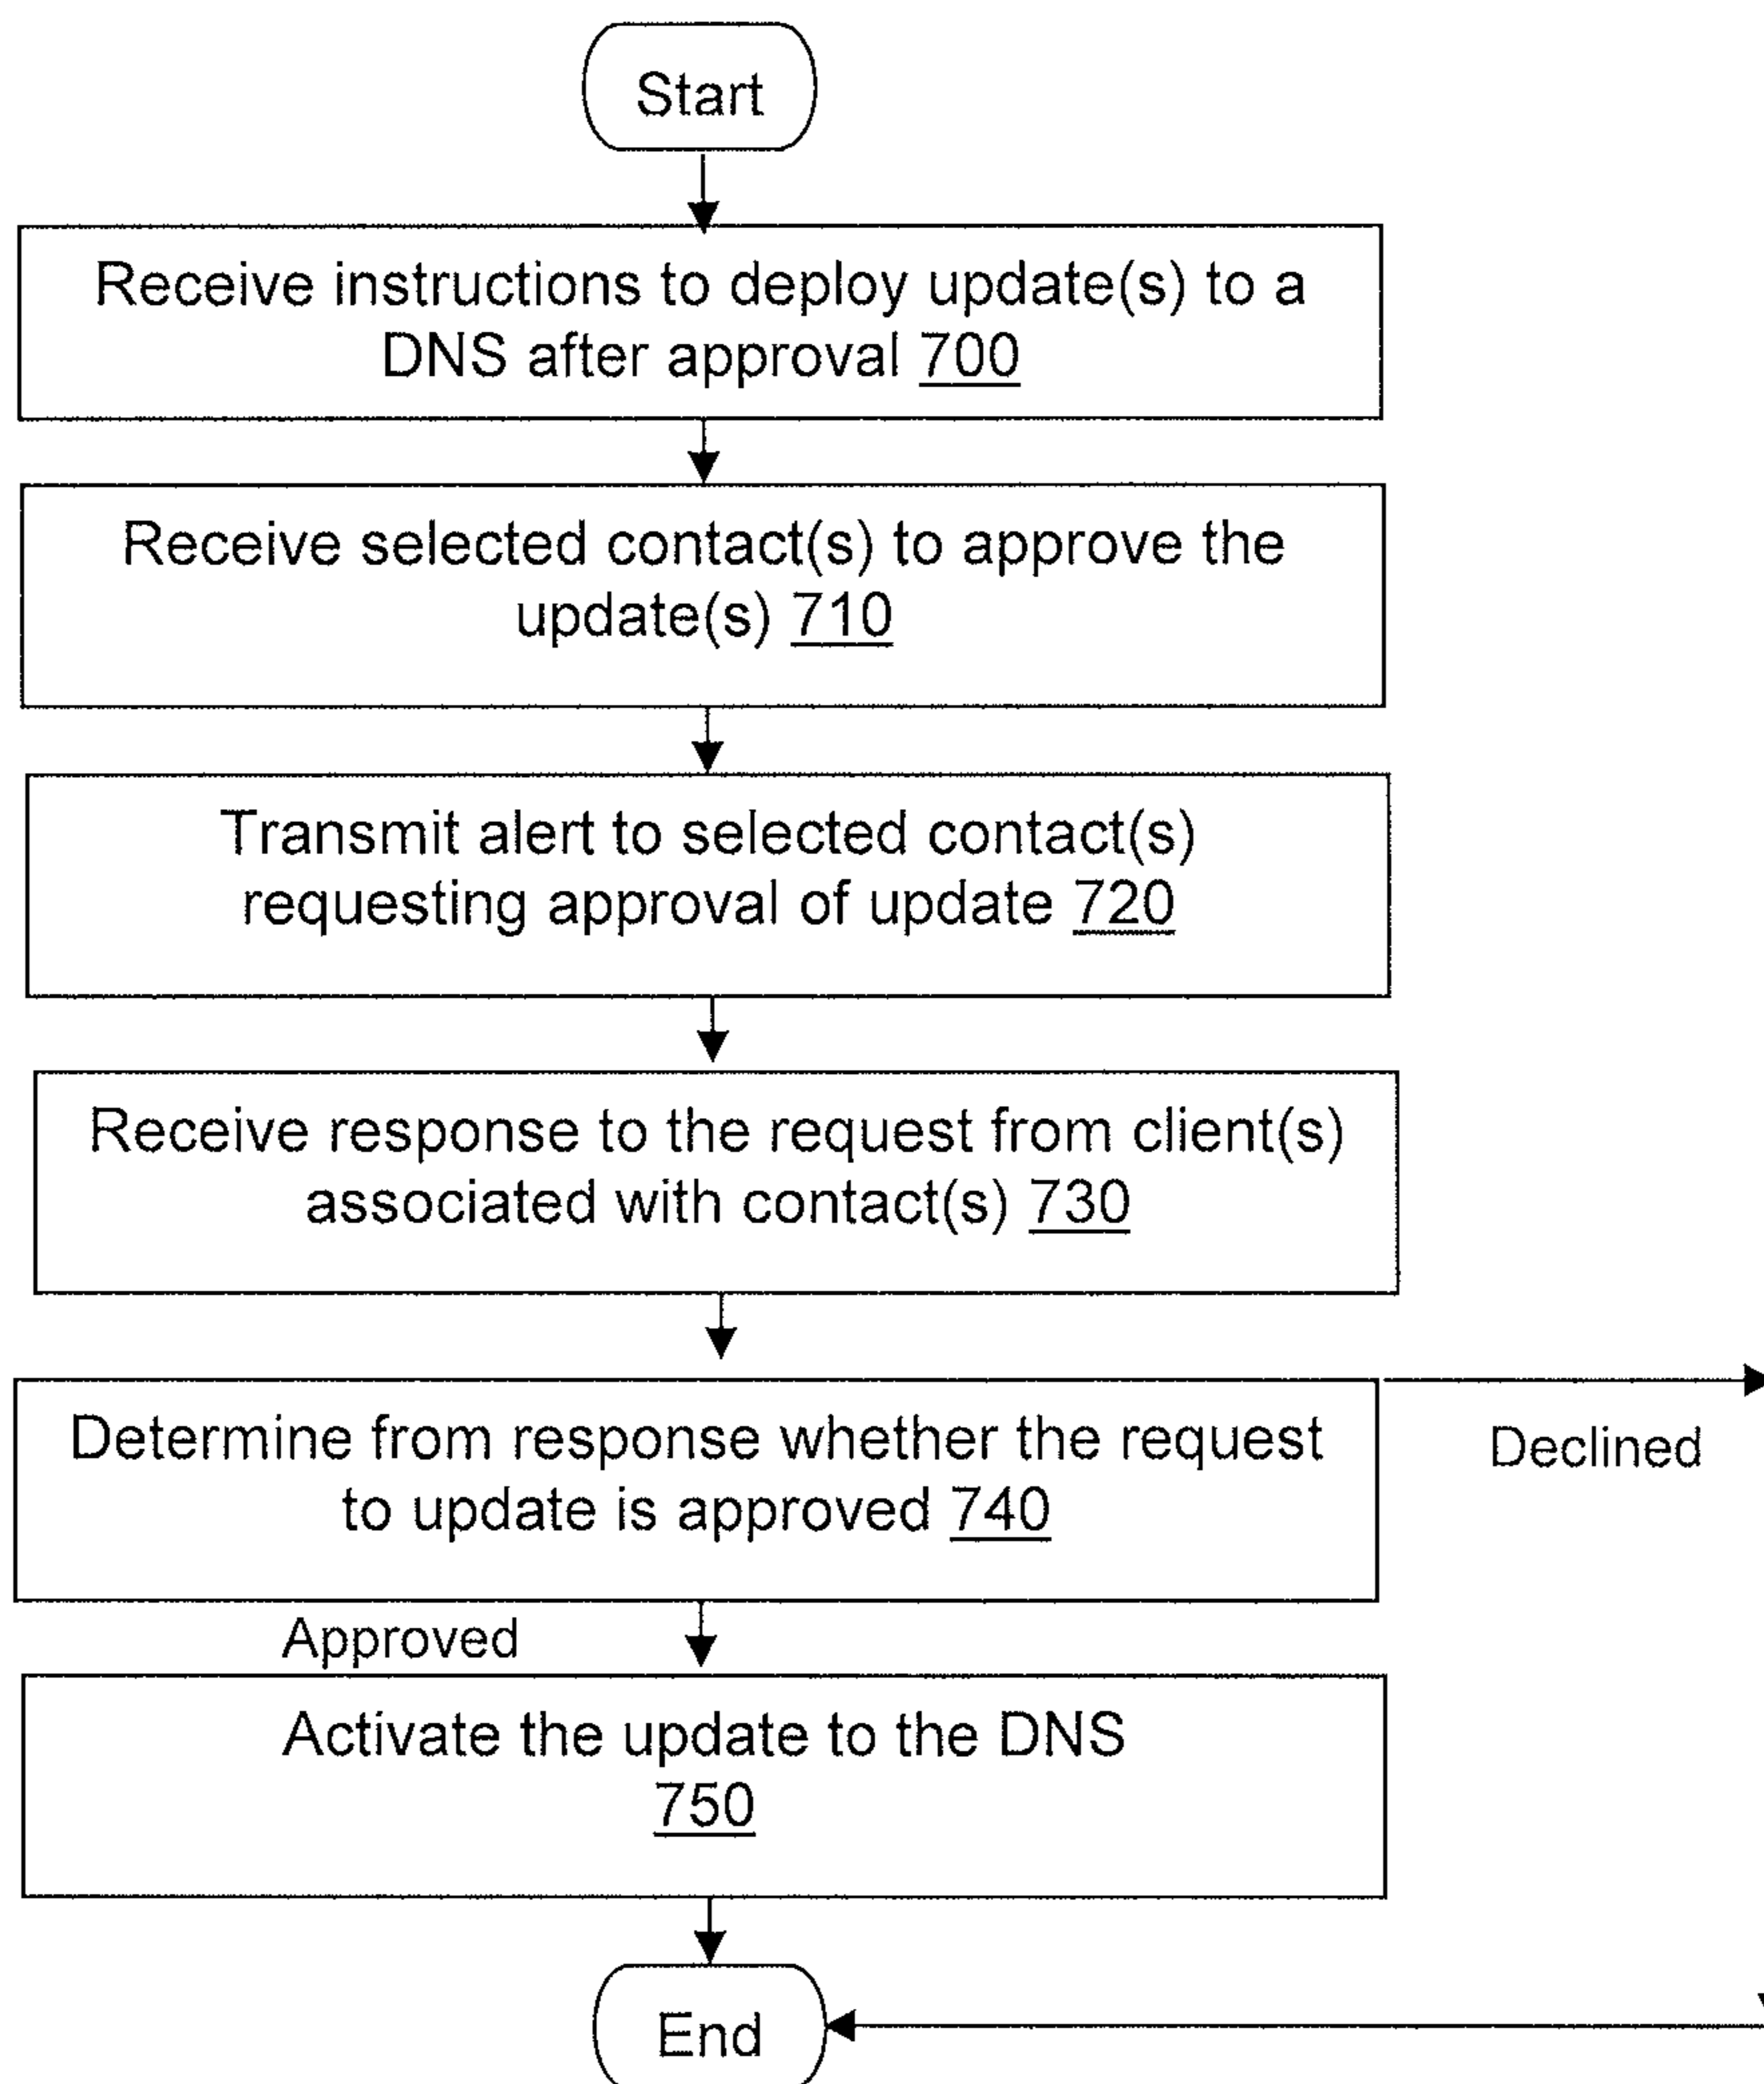 Start
Receive instructions to deploy update(s) to a
DNS after approval 700
Receive selected contact(s) to approve the
update(s) 710
Transmit alert to selected contact(s)
requesting approval of update 720
Receive response to the request from client(s)
associated with contact(s) 730
Determine from response whether the request
to update is approved 740
Declined
Approved
Activate the update to the DNS
750
End